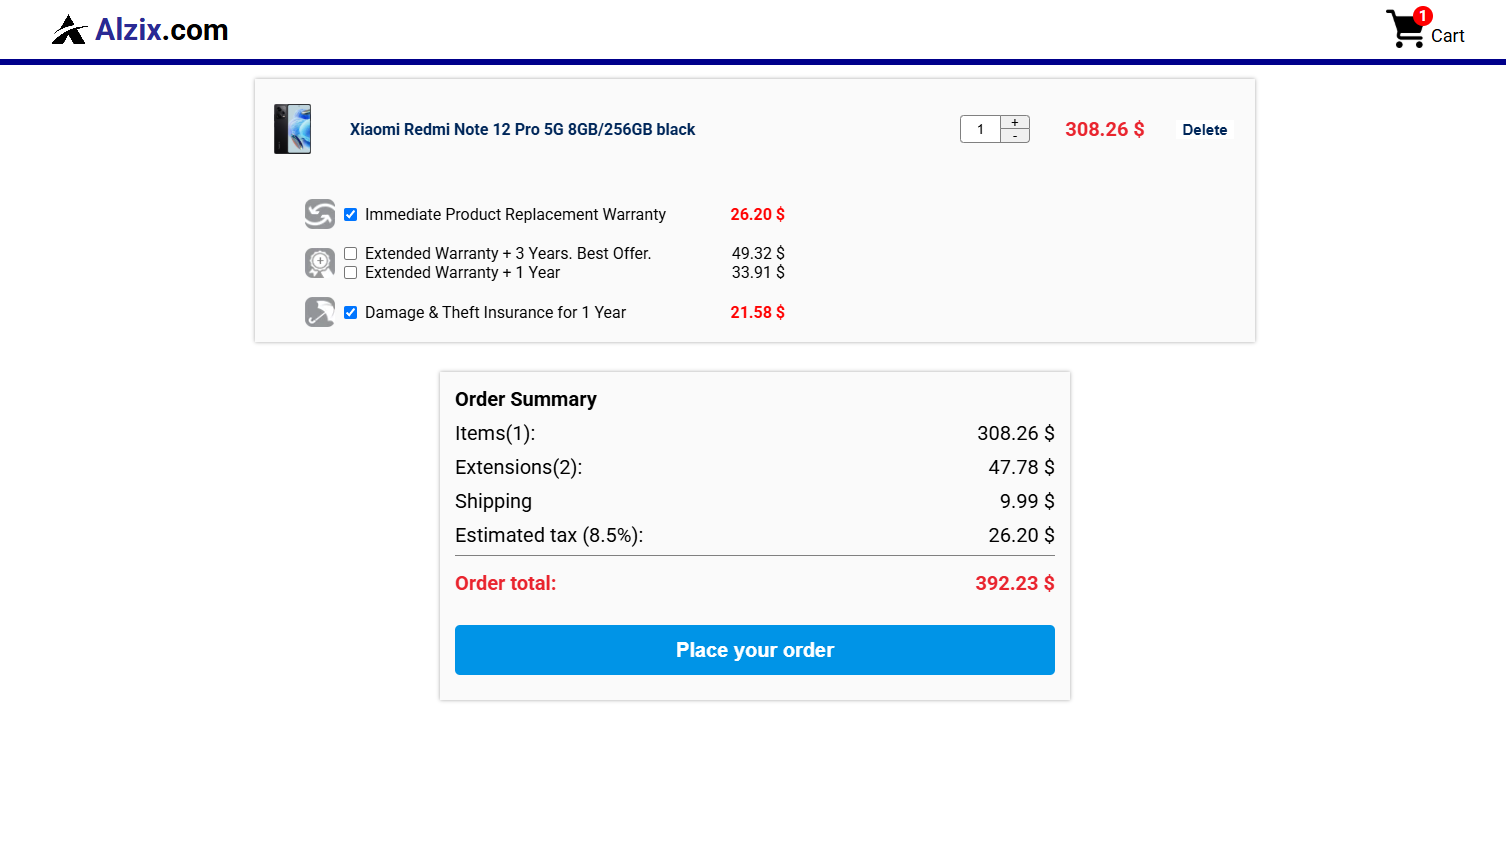 Alzix.com
1
Cart
Xiaomi Redmi Note 12 Pro 5G 8GB/256GB black
1
+
-
308.26 $
Delete
Immediate Product Replacement Warranty 26.20 $
Extended Warranty + 3 Years. Best Offer. 49.32 $
Extended Warranty + 1 Year 33.91 $
Damage & Theft Insurance for 1 Year 21.58 $
Order Summary
Items(1): 308.26 $
Extensions(2): 47.78 $
Shipping 9.99 $
Estimated tax (8.5%): 26.20 $
Order total: 392.23 $
Place your order